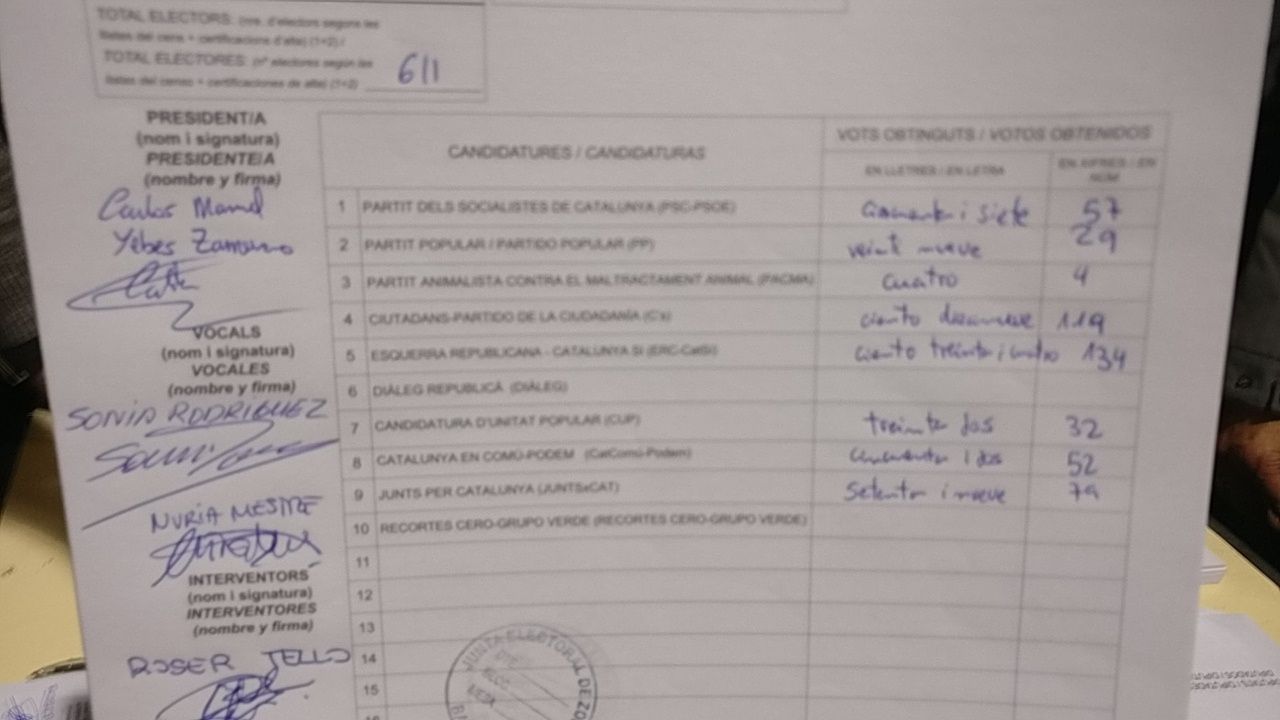 TOTAL ELECTORS: (nre. d'electors segons les
llistes del cens + certificacions d'alta) (1+2) /
TOTAL ELECTORES: (nº electores según las
listas del censo + certificaciones de alta) (1+2) 611
PRESIDENT/A
(nom i signatura)
PRESIDENTE/A
(nombre y firma)
Carlos Manuel
Yebes Zamorano
VOCALS
(nom i signatura)
VOCALES
(nombre y firma)
SONIA RODRIGUEZ
NURIA MESTRE
INTERVENTORS
(nom i signatura)
INTERVENTORES
(nombre y firma)
ROSER TELLO
CANDIDATURES / CANDIDATURAS
VOTS OBTINGUTS / VOTOS OBTENIDOS
EN LLETRES / EN LETRA
EN XIFRES / EN
NÚM
1 PARTIT DELS SOCIALISTES DE CATALUNYA (PSC-PSOE) cincuenta i siete 57
2 PARTIT POPULAR / PARTIDO POPULAR (PP) veinti nueve 29
3 PARTIT ANIMALISTA CONTRA EL MALTRACTAMENT ANIMAL (PACMA) cuatro 4
4 CIUTADANS-PARTIDO DE LA CIUDADANÍA (C's) ciento diecinueve 119
5 ESQUERRA REPUBLICANA - CATALUNYA SÍ (ERC-CatSí) ciento treinta i cuatro 134
6 DIÀLEG REPUBLICÀ (DIÀLEG)
7 CANDIDATURA D'UNITAT POPULAR (CUP) treinta dos 32
8 CATALUNYA EN COMÚ-PODEM (CatComú-Podem) cincuenta i dos 52
9 JUNTS PER CATALUNYA (JUNTSxCAT) setenta i nueve 79
10 RECORTES CERO-GRUPO VERDE (RECORTES CERO-GRUPO VERDE)
11
12
13
14
15
16
JUNTA ELECTORAL DE ZO